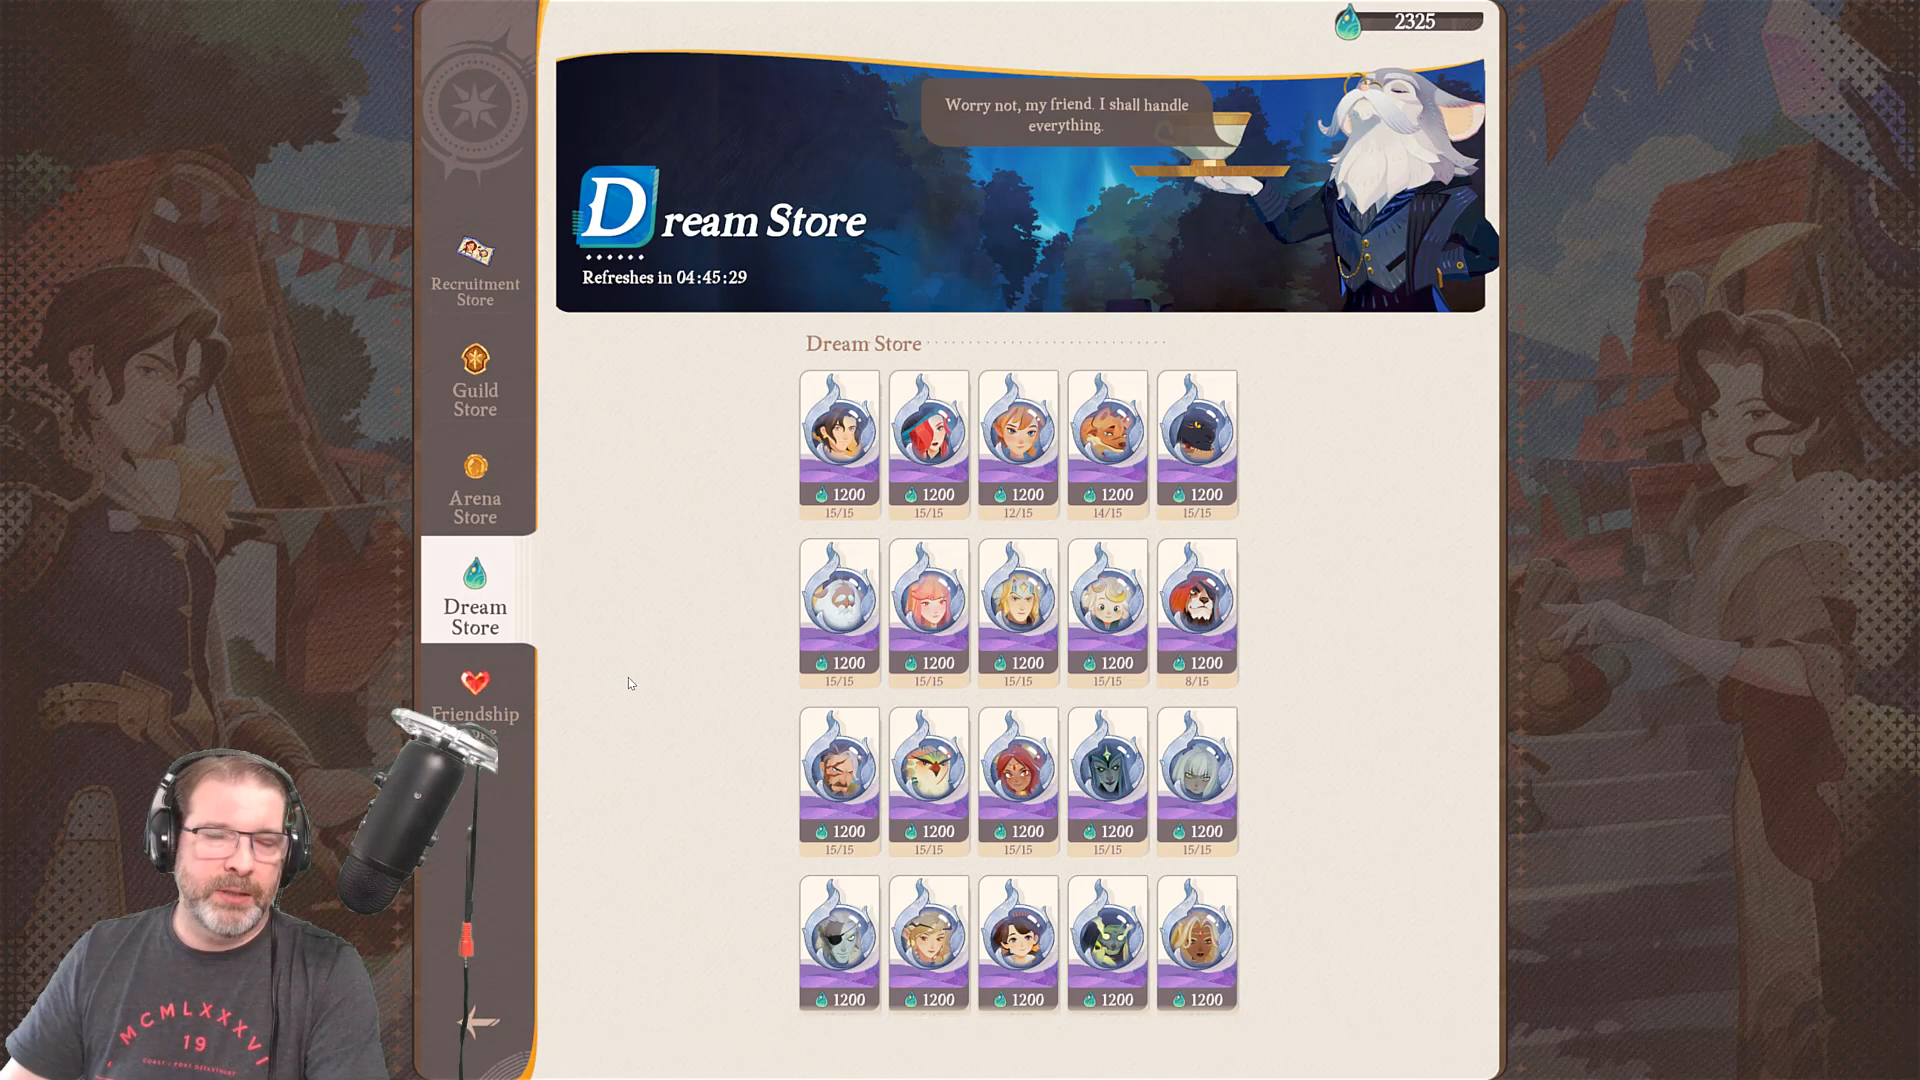 2325
Worry not, my friend. I shall handle
everything.
Dream Store
Refreshes in 04:45:29
Recruitment
Store
Guild
Store
Arena
Store
Dream
Store
Friendship
Dream Store
1200 1200 1200 1200 1200
15/15 15/15 12/15 14/15 15/15
1200 1200 1200 1200 1200
15/15 15/15 15/15 15/15 8/15
1200 1200 1200 1200 1200
15/15 15/15 15/15 15/15 15/15
1200 1200 1200 1200 1200
MCMLXXXVI
19
COAST - PORT DEPARTMENT